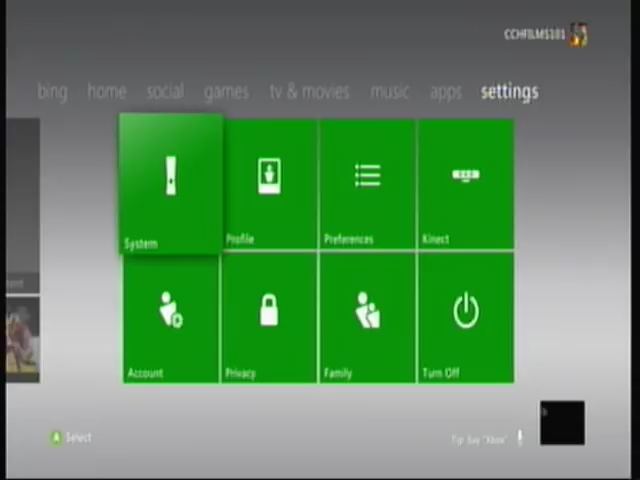 CCHFILMS101
bing home social games tv & movies music apps settings
System
Profile
Preferences
Kinect
Account
Privacy
Family
Turn Off
A Select
Tip: Say "Xbox"